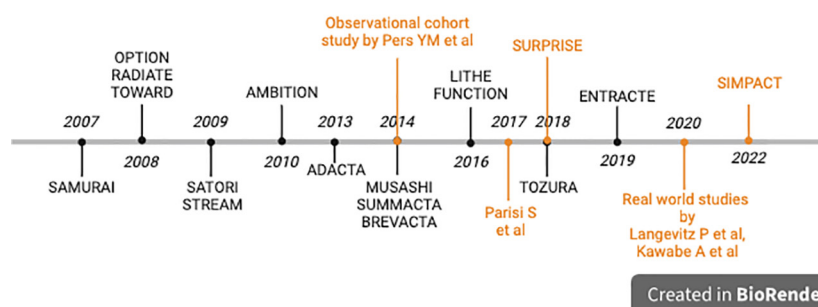 Observational cohort
study by Pers YM et al
SURPRISE
OPTION
RADIATE
TOWARD
AMBITION
LITHE
FUNCTION
ENTRACTE
SIMPACT
2007
2009
2013
2014
2017
2018
2020
2008
2010
2016
2019
2022
SAMURAI
SATORI
STREAM
ADACTA
MUSASHI
SUMMACTA
BREVACTA
Parisi S
et al
TOZURA
Real world studies
by
Langevitz P et al,
Kawabe A et al
Created in BioRende